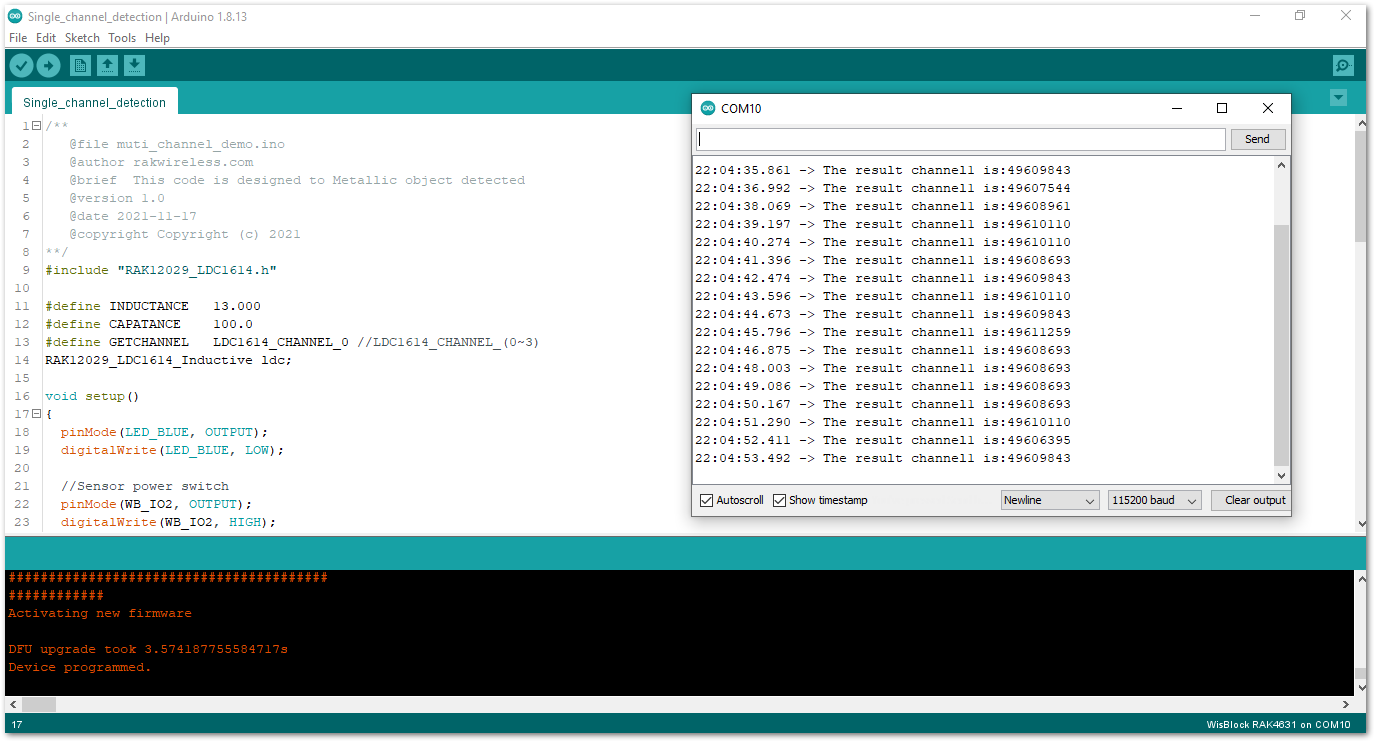 Single_channel_detection | Arduino 1.8.13
File Edit Sketch Tools Help
Single_channel_detection
1 /**
2 @file muti_channel_demo.ino
3 @author rakwireless.com
4 @brief This code is designed to Metallic object detected
5 @version 1.0
6 @date 2021-11-17
7 @copyright Copyright (c) 2021
8 **/
9 #include "RAK12029_LDC1614.h"
10
11 #define INDUCTANCE 13.000
12 #define CAPATANCE 100.0
13 #define GETCHANNEL LDC1614_CHANNEL_0 //LDC1614_CHANNEL_(0~3)
14 RAK12029_LDC1614_Inductive ldc;
15
16 void setup()
17 {
18 pinMode(LED_BLUE, OUTPUT);
19 digitalWrite(LED_BLUE, LOW);
20
21 //Sensor power switch
22 pinMode(WB_IO2, OUTPUT);
23 digitalWrite(WB_IO2, HIGH);
COM10
Send
22:04:35.861 -> The result channel1 is:49609843
22:04:36.992 -> The result channel1 is:49607544
22:04:38.069 -> The result channel1 is:49608961
22:04:39.197 -> The result channel1 is:49610110
22:04:40.274 -> The result channel1 is:49610110
22:04:41.396 -> The result channel1 is:49608693
22:04:42.474 -> The result channel1 is:49609843
22:04:43.596 -> The result channel1 is:49610110
22:04:44.673 -> The result channel1 is:49609843
22:04:45.796 -> The result channel1 is:49611259
22:04:46.875 -> The result channel1 is:49608693
22:04:48.003 -> The result channel1 is:49608693
22:04:49.086 -> The result channel1 is:49608693
22:04:50.167 -> The result channel1 is:49608693
22:04:51.290 -> The result channel1 is:49610110
22:04:52.411 -> The result channel1 is:49606395
22:04:53.492 -> The result channel1 is:49609843
Autoscroll Show timestamp Newline 115200 baud Clear output
########################################
############
Activating new firmware
DFU upgrade took 3.574187755584717s
Device programmed.
17 WisBlock RAK4631 on COM10